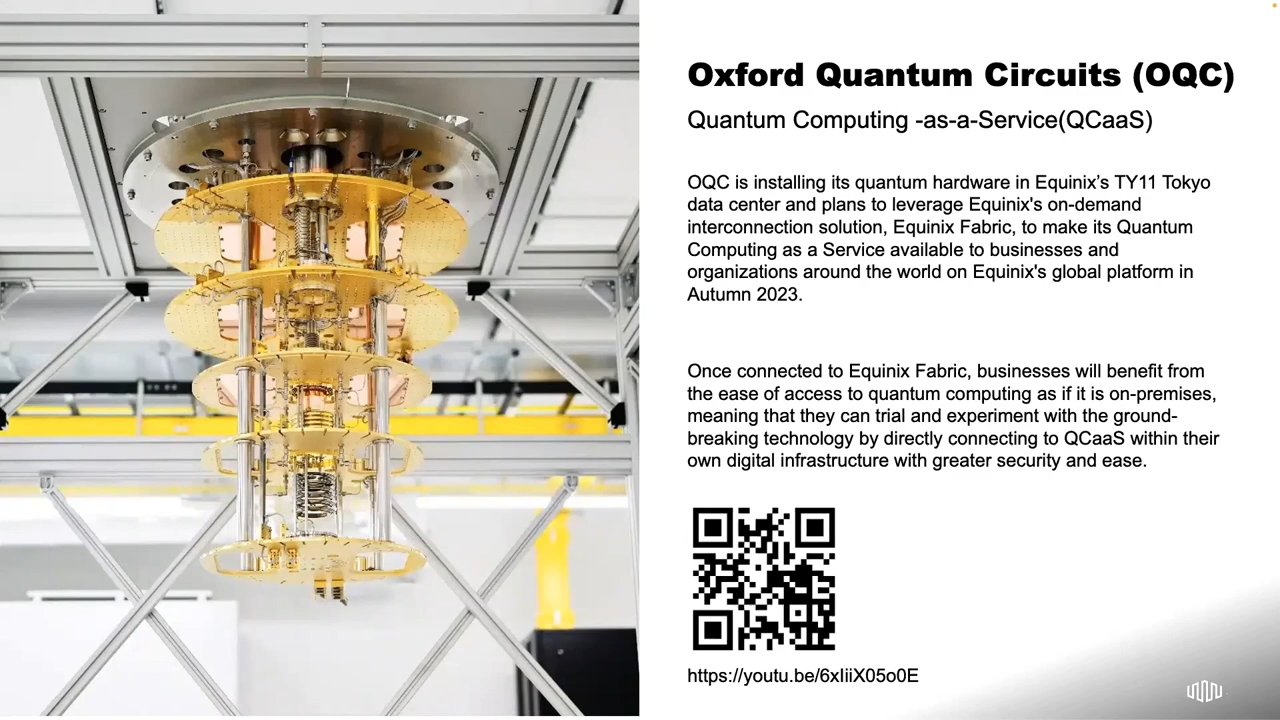 Oxford Quantum Circuits (OQC)
Quantum Computing -as-a-Service(QCaaS)
OQC is installing its quantum hardware in Equinix’s TY11 Tokyo
data center and plans to leverage Equinix's on-demand
interconnection solution, Equinix Fabric, to make its Quantum
Computing as a Service available to businesses and
organizations around the world on Equinix's global platform in
Autumn 2023.
Once connected to Equinix Fabric, businesses will benefit from
the ease of access to quantum computing as if it is on-premises,
meaning that they can trial and experiment with the ground-
breaking technology by directly connecting to QCaaS within their
own digital infrastructure with greater security and ease.
https://youtu.be/6xIiiX05o0E